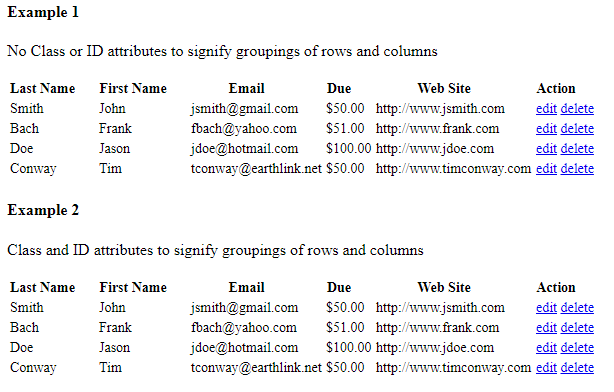 Example 1
No Class or ID attributes to signify groupings of rows and columns
Last Name First Name Email Due Web Site Action
Smith John jsmith@gmail.com $50.00 http://www.jsmith.com edit delete
Bach Frank fbach@yahoo.com $51.00 http://www.frank.com edit delete
Doe Jason jdoe@hotmail.com $100.00 http://www.jdoe.com edit delete
Conway Tim tconway@earthlink.net $50.00 http://www.timconway.com edit delete
Example 2
Class and ID attributes to signify groupings of rows and columns
Last Name First Name Email Due Web Site Action
Smith John jsmith@gmail.com $50.00 http://www.jsmith.com edit delete
Bach Frank fbach@yahoo.com $51.00 http://www.frank.com edit delete
Doe Jason jdoe@hotmail.com $100.00 http://www.jdoe.com edit delete
Conway Tim tconway@earthlink.net $50.00 http://www.timconway.com edit delete